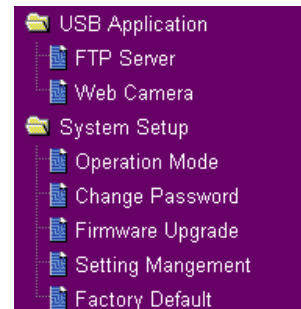 USB Application
FTP Server
Web Camera
System Setup
Operation Mode
Change Password
Firmware Upgrade
Setting Mangement
Factory Default